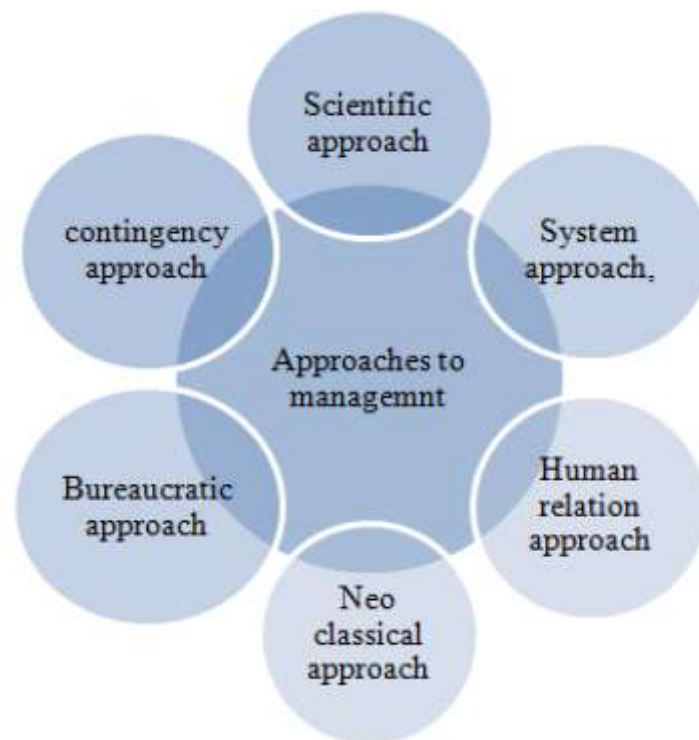 Scientific
approach
System
approach,
Human
relation
approach
Neo
classical
approach
Bureaucratic
approach
contingency
approach
Approaches to
managemnt